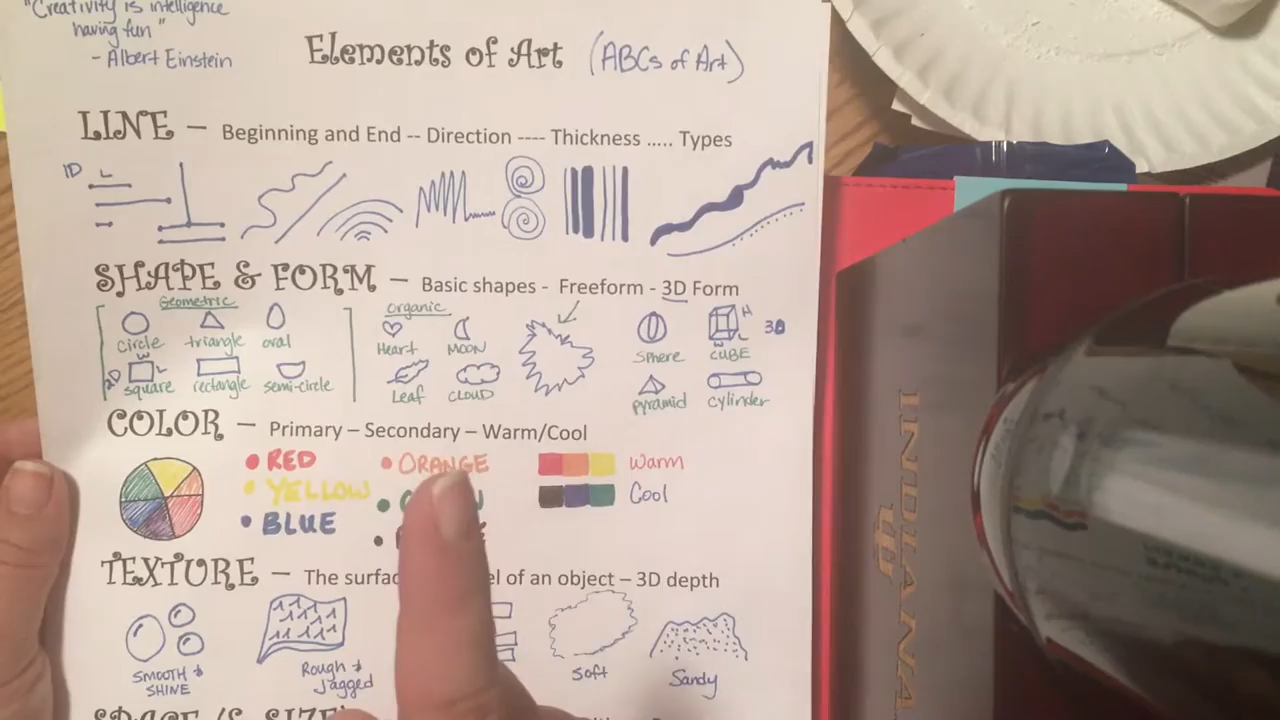 "Creativity is intelligence
having fun"
- Albert Einstein
Elements of Art (ABCs of Art)
LINE – Beginning and End -- Direction ---- Thickness ..... Types
1D L
SHAPE & FORM – Basic shapes - Freeform - 3D Form
Geometric
circle triangle oval
2D W L
square rectangle semi-circle
organic
Heart MOON
Leaf CLOUD
H L 3D
Sphere CUBE
pyramid cylinder
COLOR – Primary – Secondary – Warm/Cool
RED ORANGE Warm
YELLOW Cool
BLUE
TEXTURE – The of an object – 3D depth
SMOOTH &
SHINE
Rough &
Jagged
Soft
Sandy
INDIANA